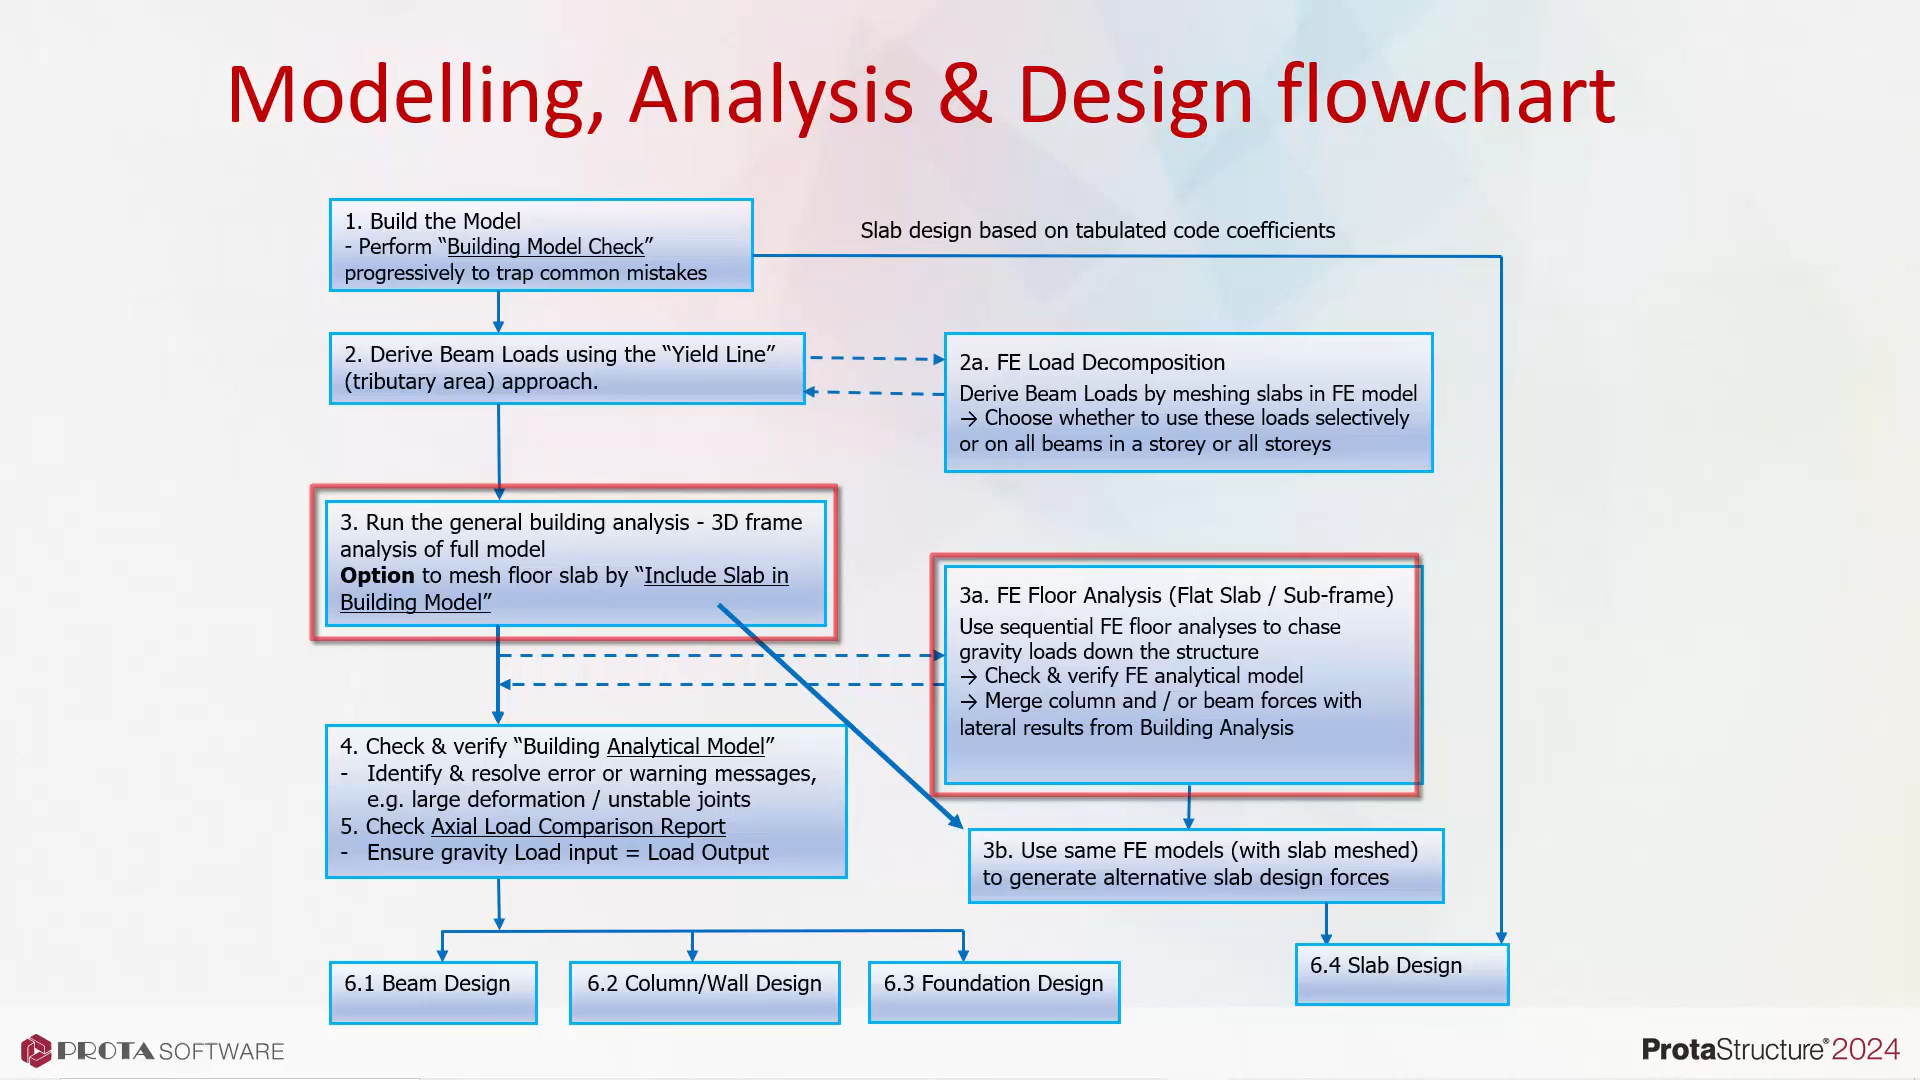 Modelling, Analysis & Design flowchart
1. Build the Model
- Perform “Building Model Check”
progressively to trap common mistakes
Slab design based on tabulated code coefficients
2. Derive Beam Loads using the “Yield Line”
(tributary area) approach.
2a. FE Load Decomposition
Derive Beam Loads by meshing slabs in FE model
→ Choose whether to use these loads selectively
or on all beams in a storey or all storeys
3. Run the general building analysis - 3D frame
analysis of full model
Option to mesh floor slab by “Include Slab in
Building Model”
3a. FE Floor Analysis (Flat Slab / Sub-frame)
Use sequential FE floor analyses to chase
gravity loads down the structure
→ Check & verify FE analytical model
→ Merge column and / or beam forces with
lateral results from Building Analysis
4. Check & verify “Building Analytical Model”
- Identify & resolve error or warning messages,
e.g. large deformation / unstable joints
5. Check Axial Load Comparison Report
- Ensure gravity Load input = Load Output
3b. Use same FE models (with slab meshed)
to generate alternative slab design forces
6.1 Beam Design
6.2 Column/Wall Design
6.3 Foundation Design
6.4 Slab Design
PROTA SOFTWARE
ProtaStructure® 2024